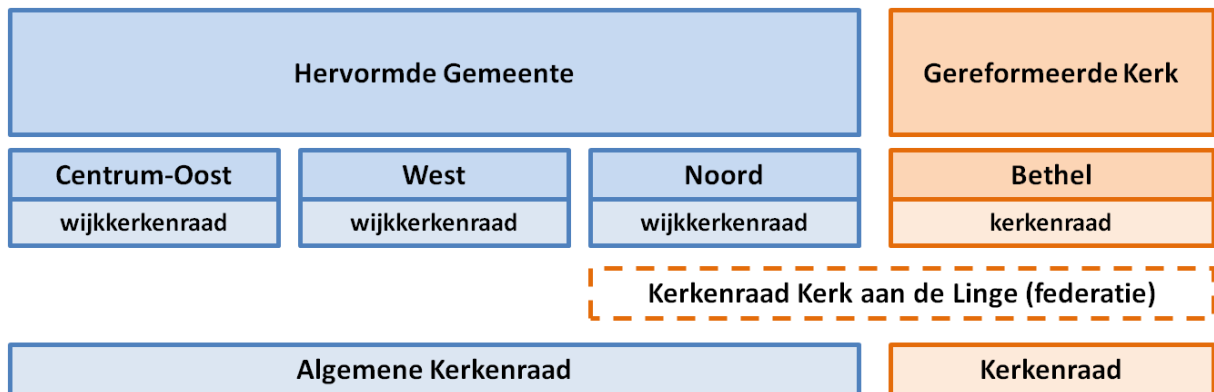 Hervormde Gemeente
Gereformeerde Kerk
Centrum-Oost
West
Noord
Bethel
wijkkerkenraad
wijkkerkenraad
wijkkerkenraad
kerkenraad
Kerkenraad Kerk aan de Linge (federatie)
Algemene Kerkenraad
Kerkenraad